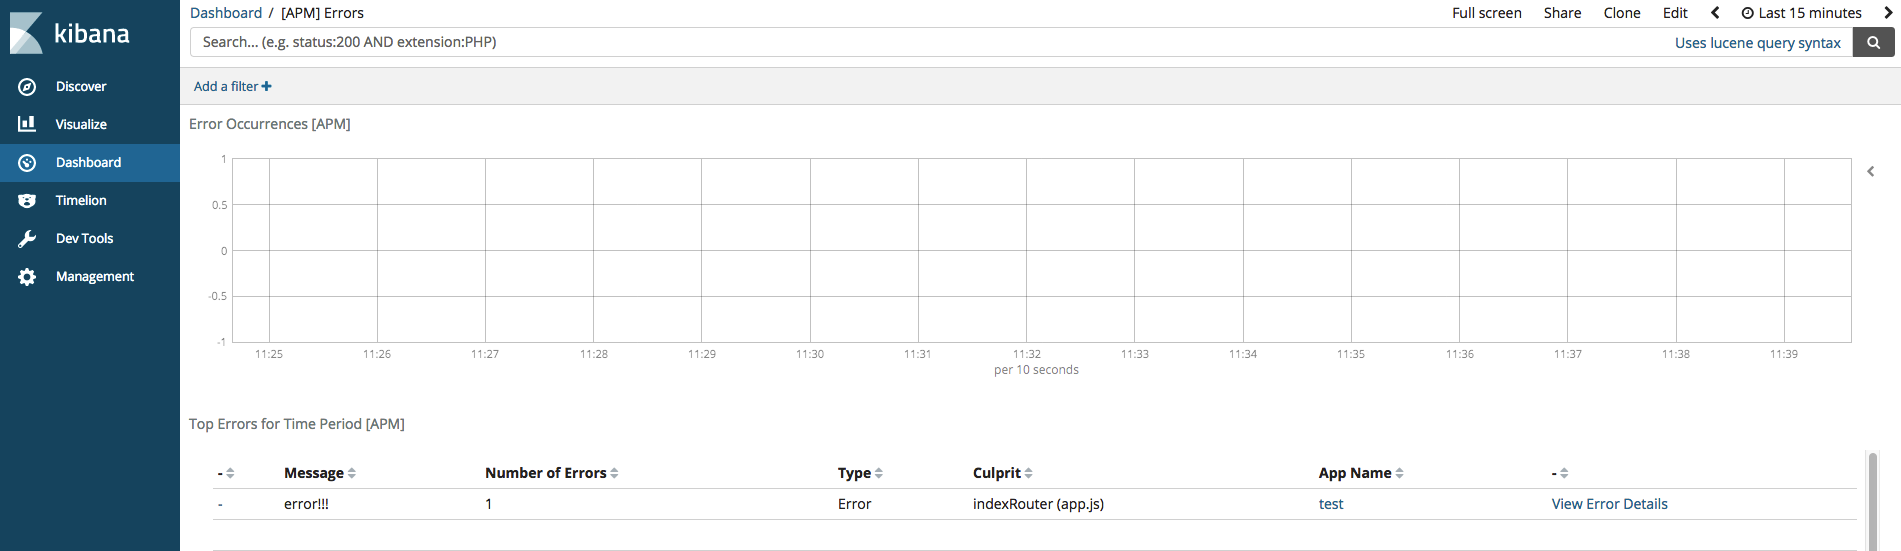 kibana
Discover
Visualize
Dashboard
Timelion
Dev Tools
Management
Dashboard / [APM] Errors
Full screen Share Clone Edit Last 15 minutes
Search... (e.g. status:200 AND extension:PHP) Uses lucene query syntax
Add a filter +
Error Occurrences [APM]
1
0.5
0
-0.5
-1
11:25 11:26 11:27 11:28 11:29 11:30 11:31 11:32 11:33 11:34 11:35 11:36 11:37 11:38 11:39
per 10 seconds
Top Errors for Time Period [APM]
- Message Number of Errors Type Culprit App Name -
- error!!! 1 Error indexRouter (app.js) test View Error Details